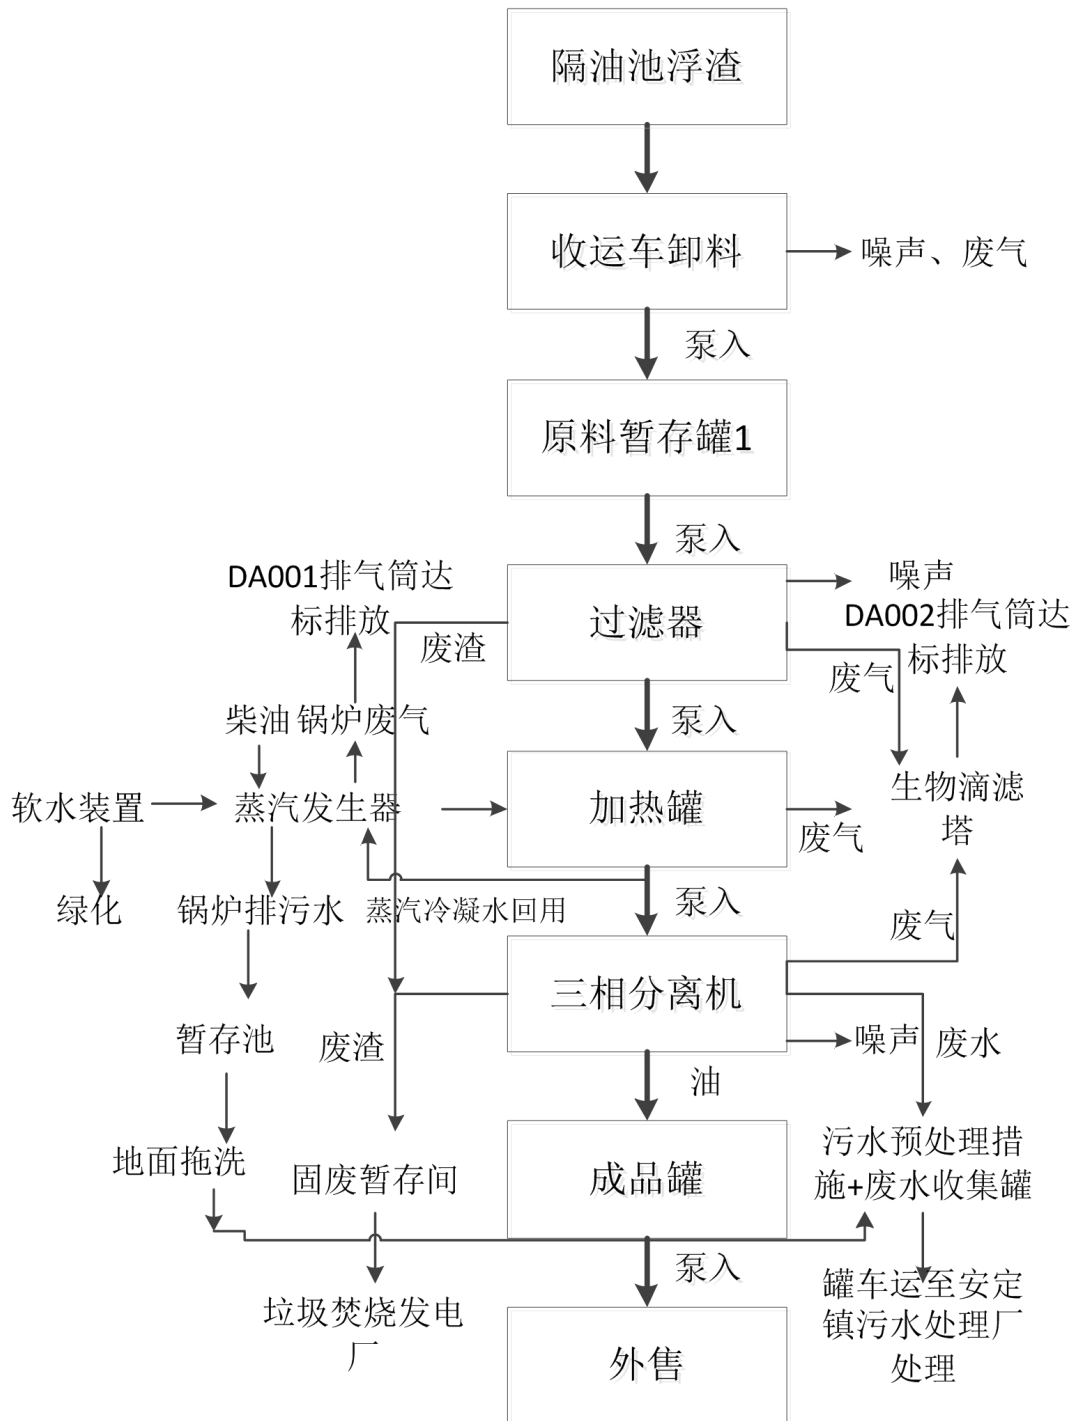 隔油池浮渣
收运车卸料
噪声、废气
泵入
原料暂存罐1
泵入
DA001排气筒达
标排放
过滤器
噪声
DA002排气筒达
标排放
废渣
废气
泵入
柴油
锅炉废气
软水装置
蒸汽发生器
加热罐
废气
生物滴滤
塔
绿化
锅炉排污水
蒸汽冷凝水回用
泵入
废气
三相分离机
暂存池
废渣
噪声
废水
油
地面拖洗
固废暂存间
成品罐
污水预处理措
施+废水收集罐
泵入
垃圾焚烧发电
厂
外售
罐车运至安定
镇污水处理厂
处理